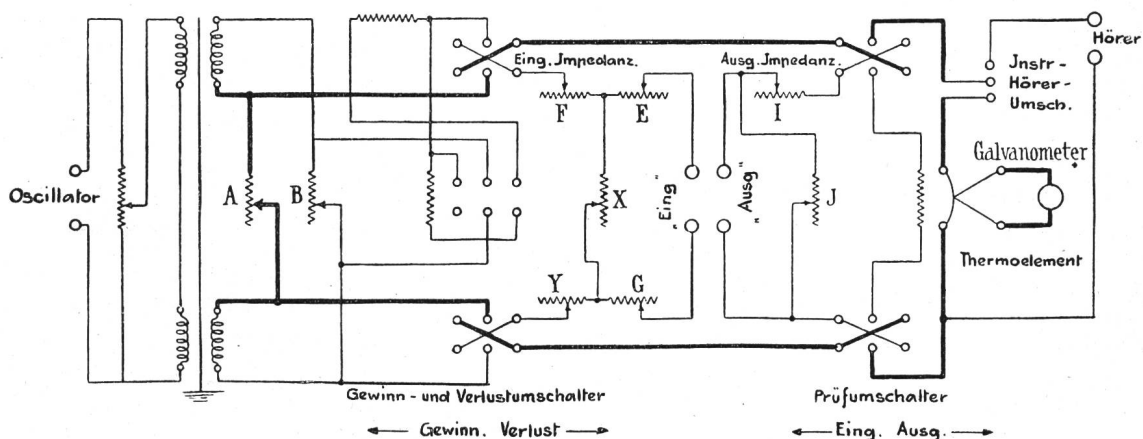 Hörer
Eing. Jmpedanz.
Ausg. Jmpedanz.
Jnstr-
Hörer-
Umsch.
F
E
I
Oscillator
A
B
X
„Eing“
„Ausg“
J
Galvanometer
Thermoelement
Y
G
Gewinn- und Verlustumschalter
Prüfumschalter
Gewinn. Verlust
Eing. Ausg.